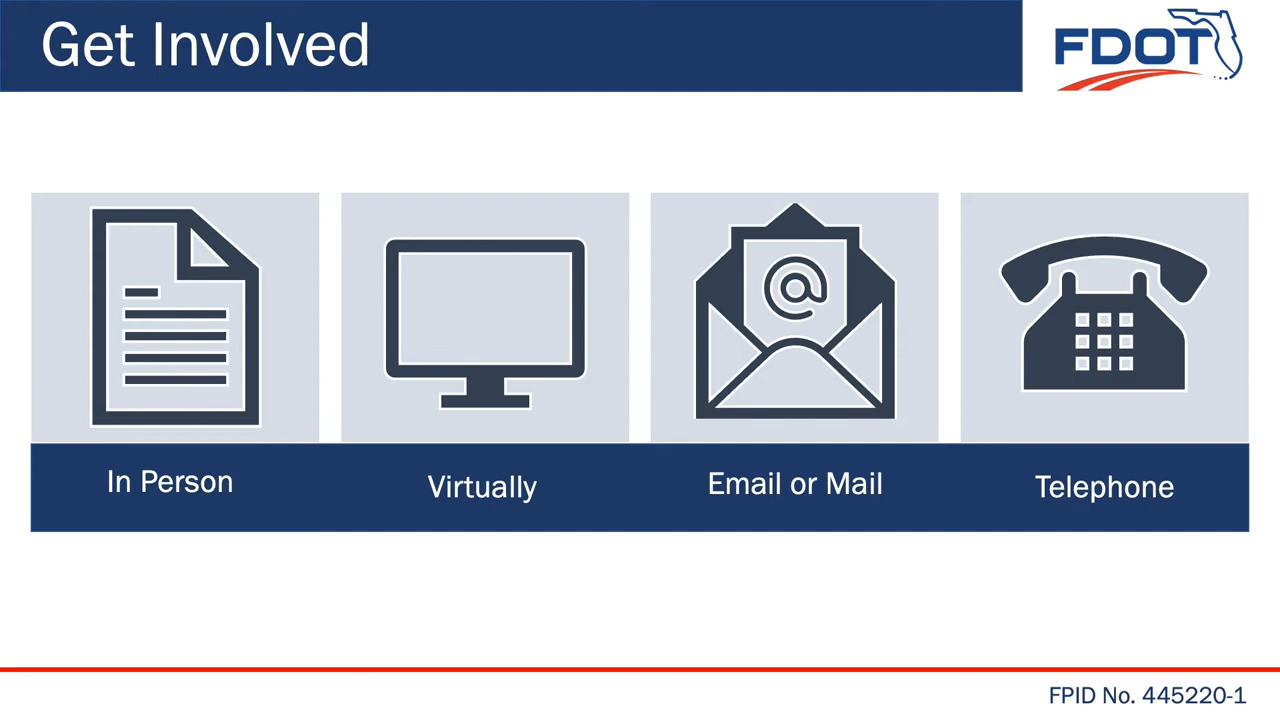 Get Involved
FDOT
@
In Person
Virtually
Email or Mail
Telephone
FPID No. 445220-1